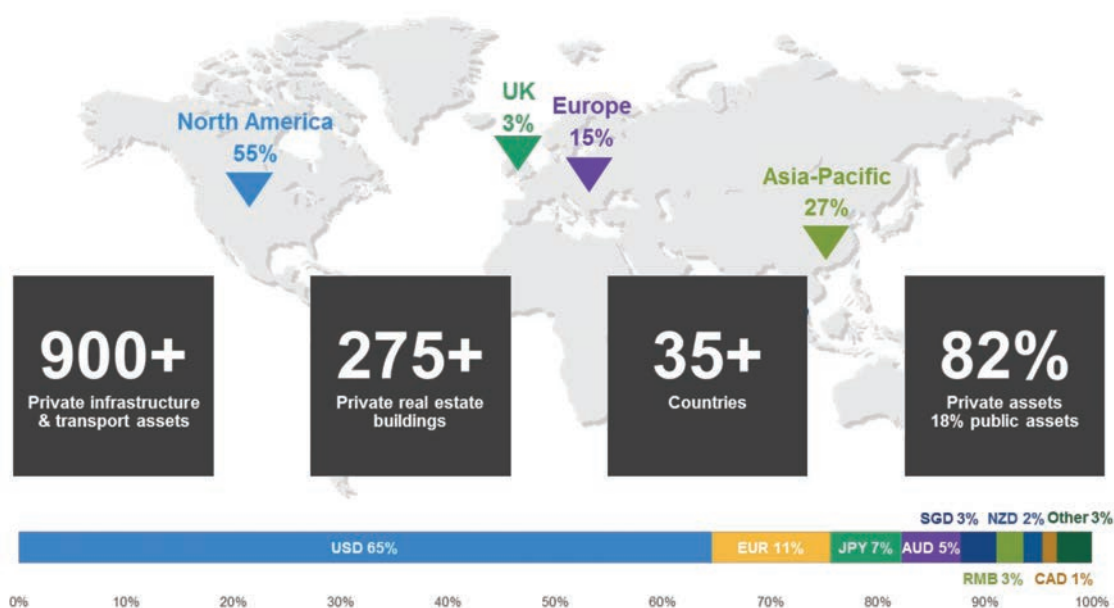 North America
55%
UK
3%
Europe
15%
Asia-Pacific
27%
900+
Private infrastructure
& transport assets
275+
Private real estate
buildings
35+
Countries
82%
Private assets
18% public assets
SGD 3% NZD 2% Other 3%
USD 65% EUR 11% JPY 7% AUD 5%
RMB 3% CAD 1%
0% 10% 20% 30% 40% 50% 60% 70% 80% 90% 100%